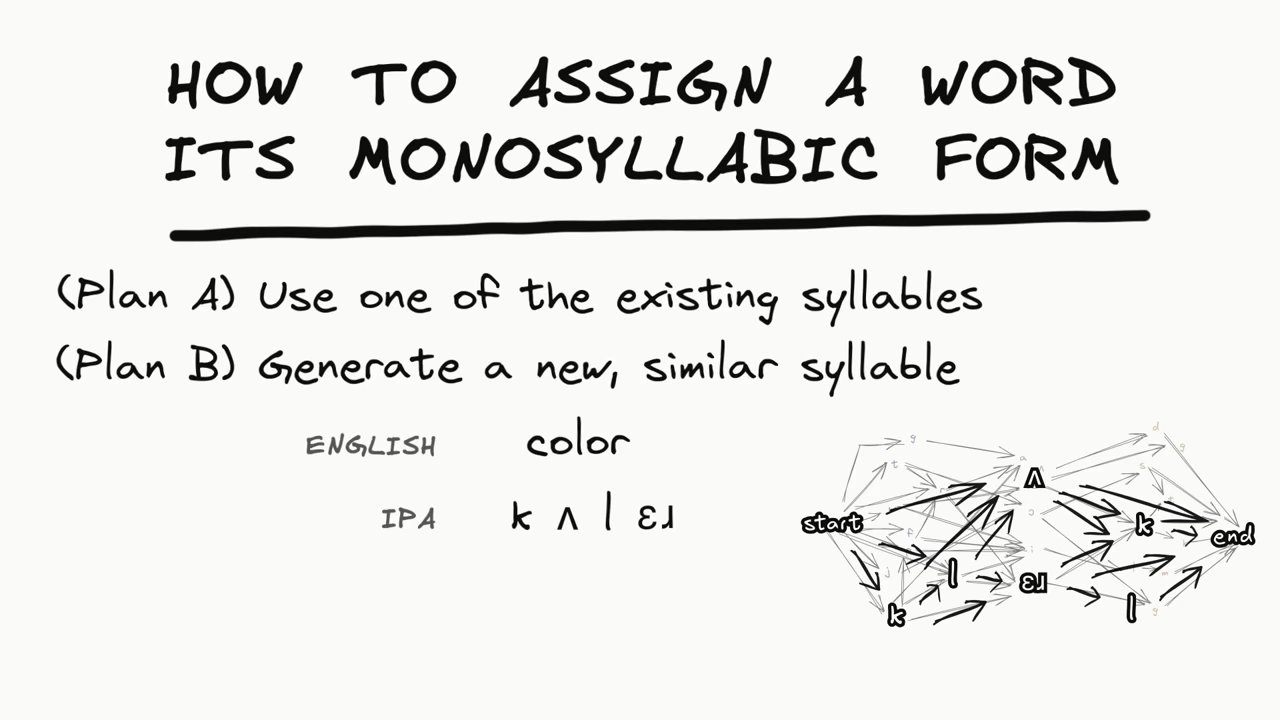 HOW TO ASSIGN A WORD
ITS MONOSYLLABIC FORM
(Plan A) Use one of the existing syllables
(Plan B) Generate a new, similar syllable
ENGLISH color
IPA k ʌ l ɛɹ
start
k
l
ʌ
ɛɹ
k
l
end